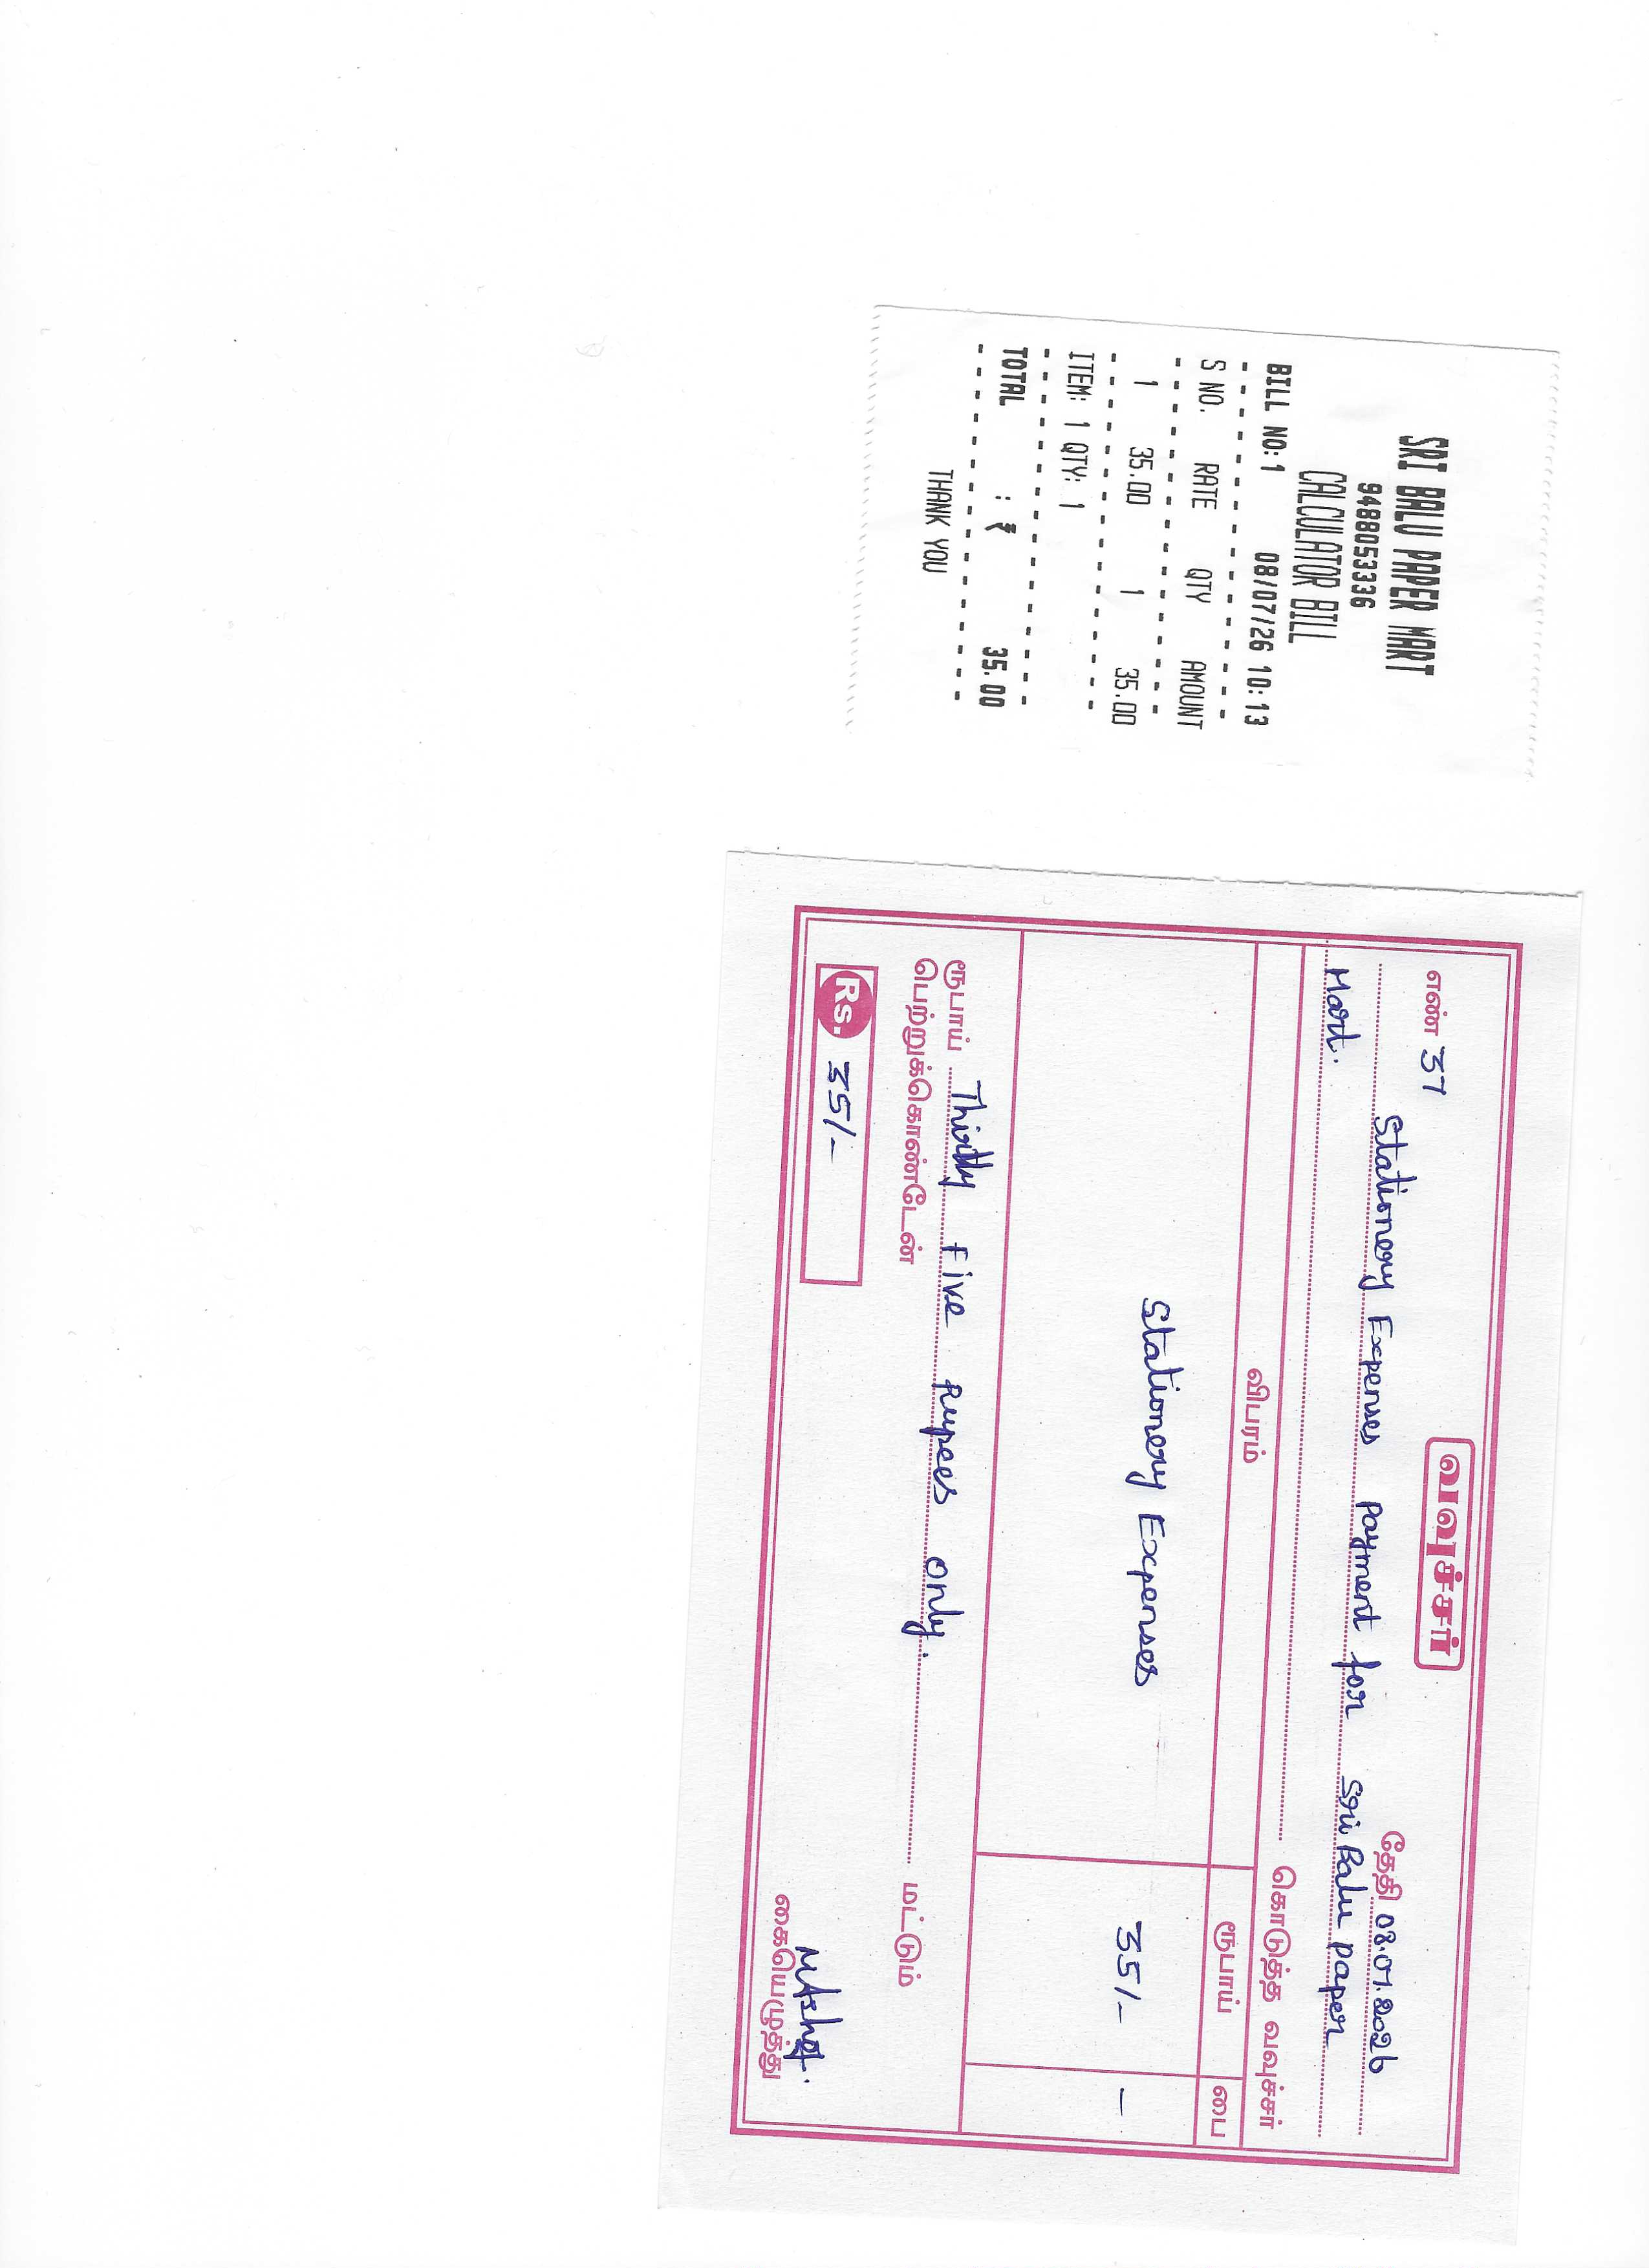 SRI BALU PAPER MART
9488053336
CALCULATOR BILL
BILL NO:1 08/07/26 10:13
S NO. RATE QTY AMOUNT
1 35.00 1 35.00
ITEM: 1 QTY: 1
TOTAL : ₹ 35.00
THANK YOU
வவுச்சர்
எண் 37 தேதி 08.07.2026
Stationery Expenses payment for Sri Balu paper
Mart. கொடுத்த வவுச்சர்
விபரம் ரூபாய் பை
Stationery Expenses 35/- -
ரூபாய் Thirty Five Rupees only. மட்டும்
பெற்றுக்கொண்டேன்
Rs. 35/-
கையெழுத்து